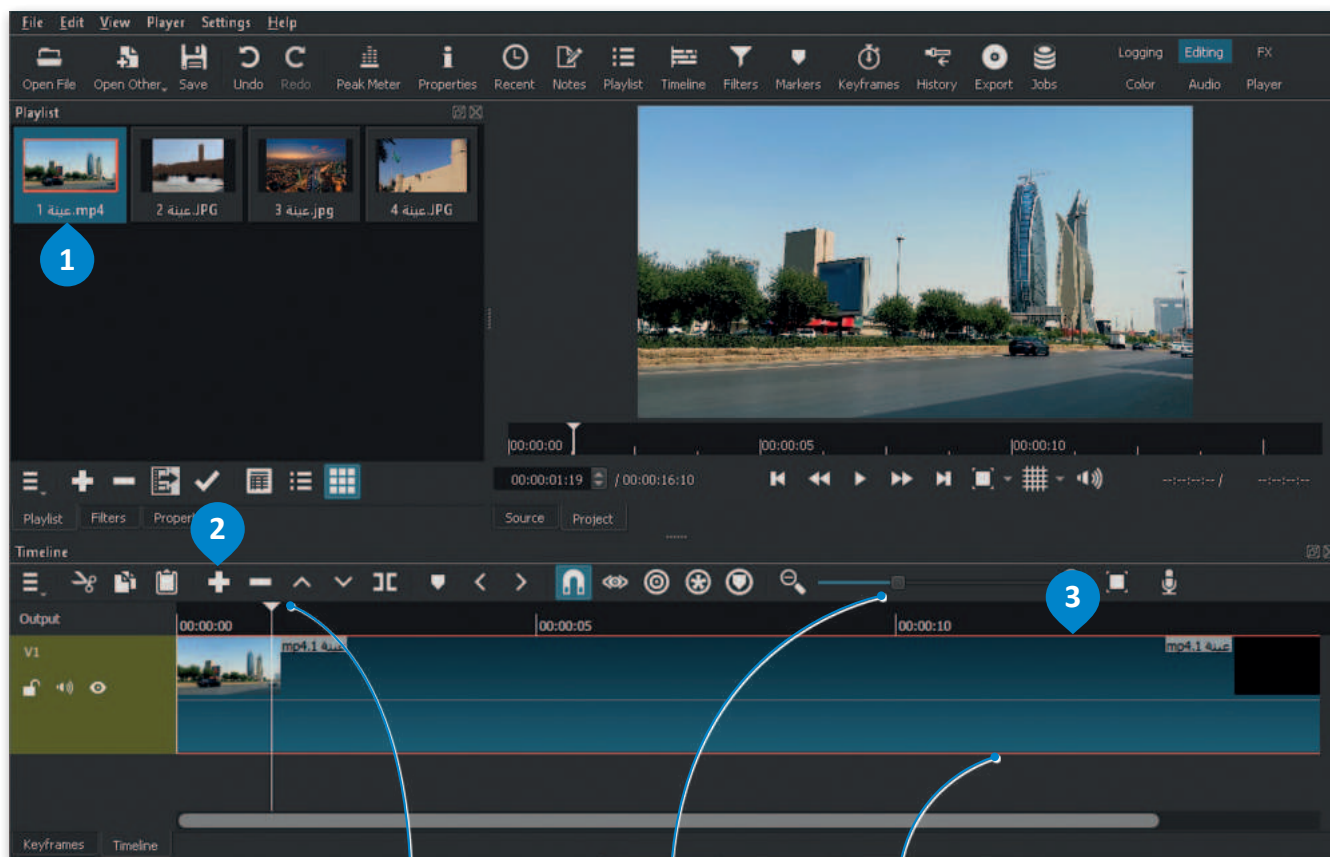 File Edit View Player Settings Help
Open File Open Other Save Undo Redo Peak Meter Properties Recent Notes Playlist Timeline Filters Markers Keyframes History Export Jobs
Logging Editing FX
Color Audio Player
Playlist
عينة 1.mp4 عينة 2.JPG عينة 3.jpg عينة 4.JPG
1
00:00:00 00:00:05 00:00:10
00:00:01:19 / 00:00:16:10 --:--:--:-- / --:--:--:--
Playlist Filters
2
Source Project
Timeline
3
Output 00:00:00 00:00:05 00:00:10
V1 عينة 1.mp4 عينة 1.mp4
Keyframes Timeline